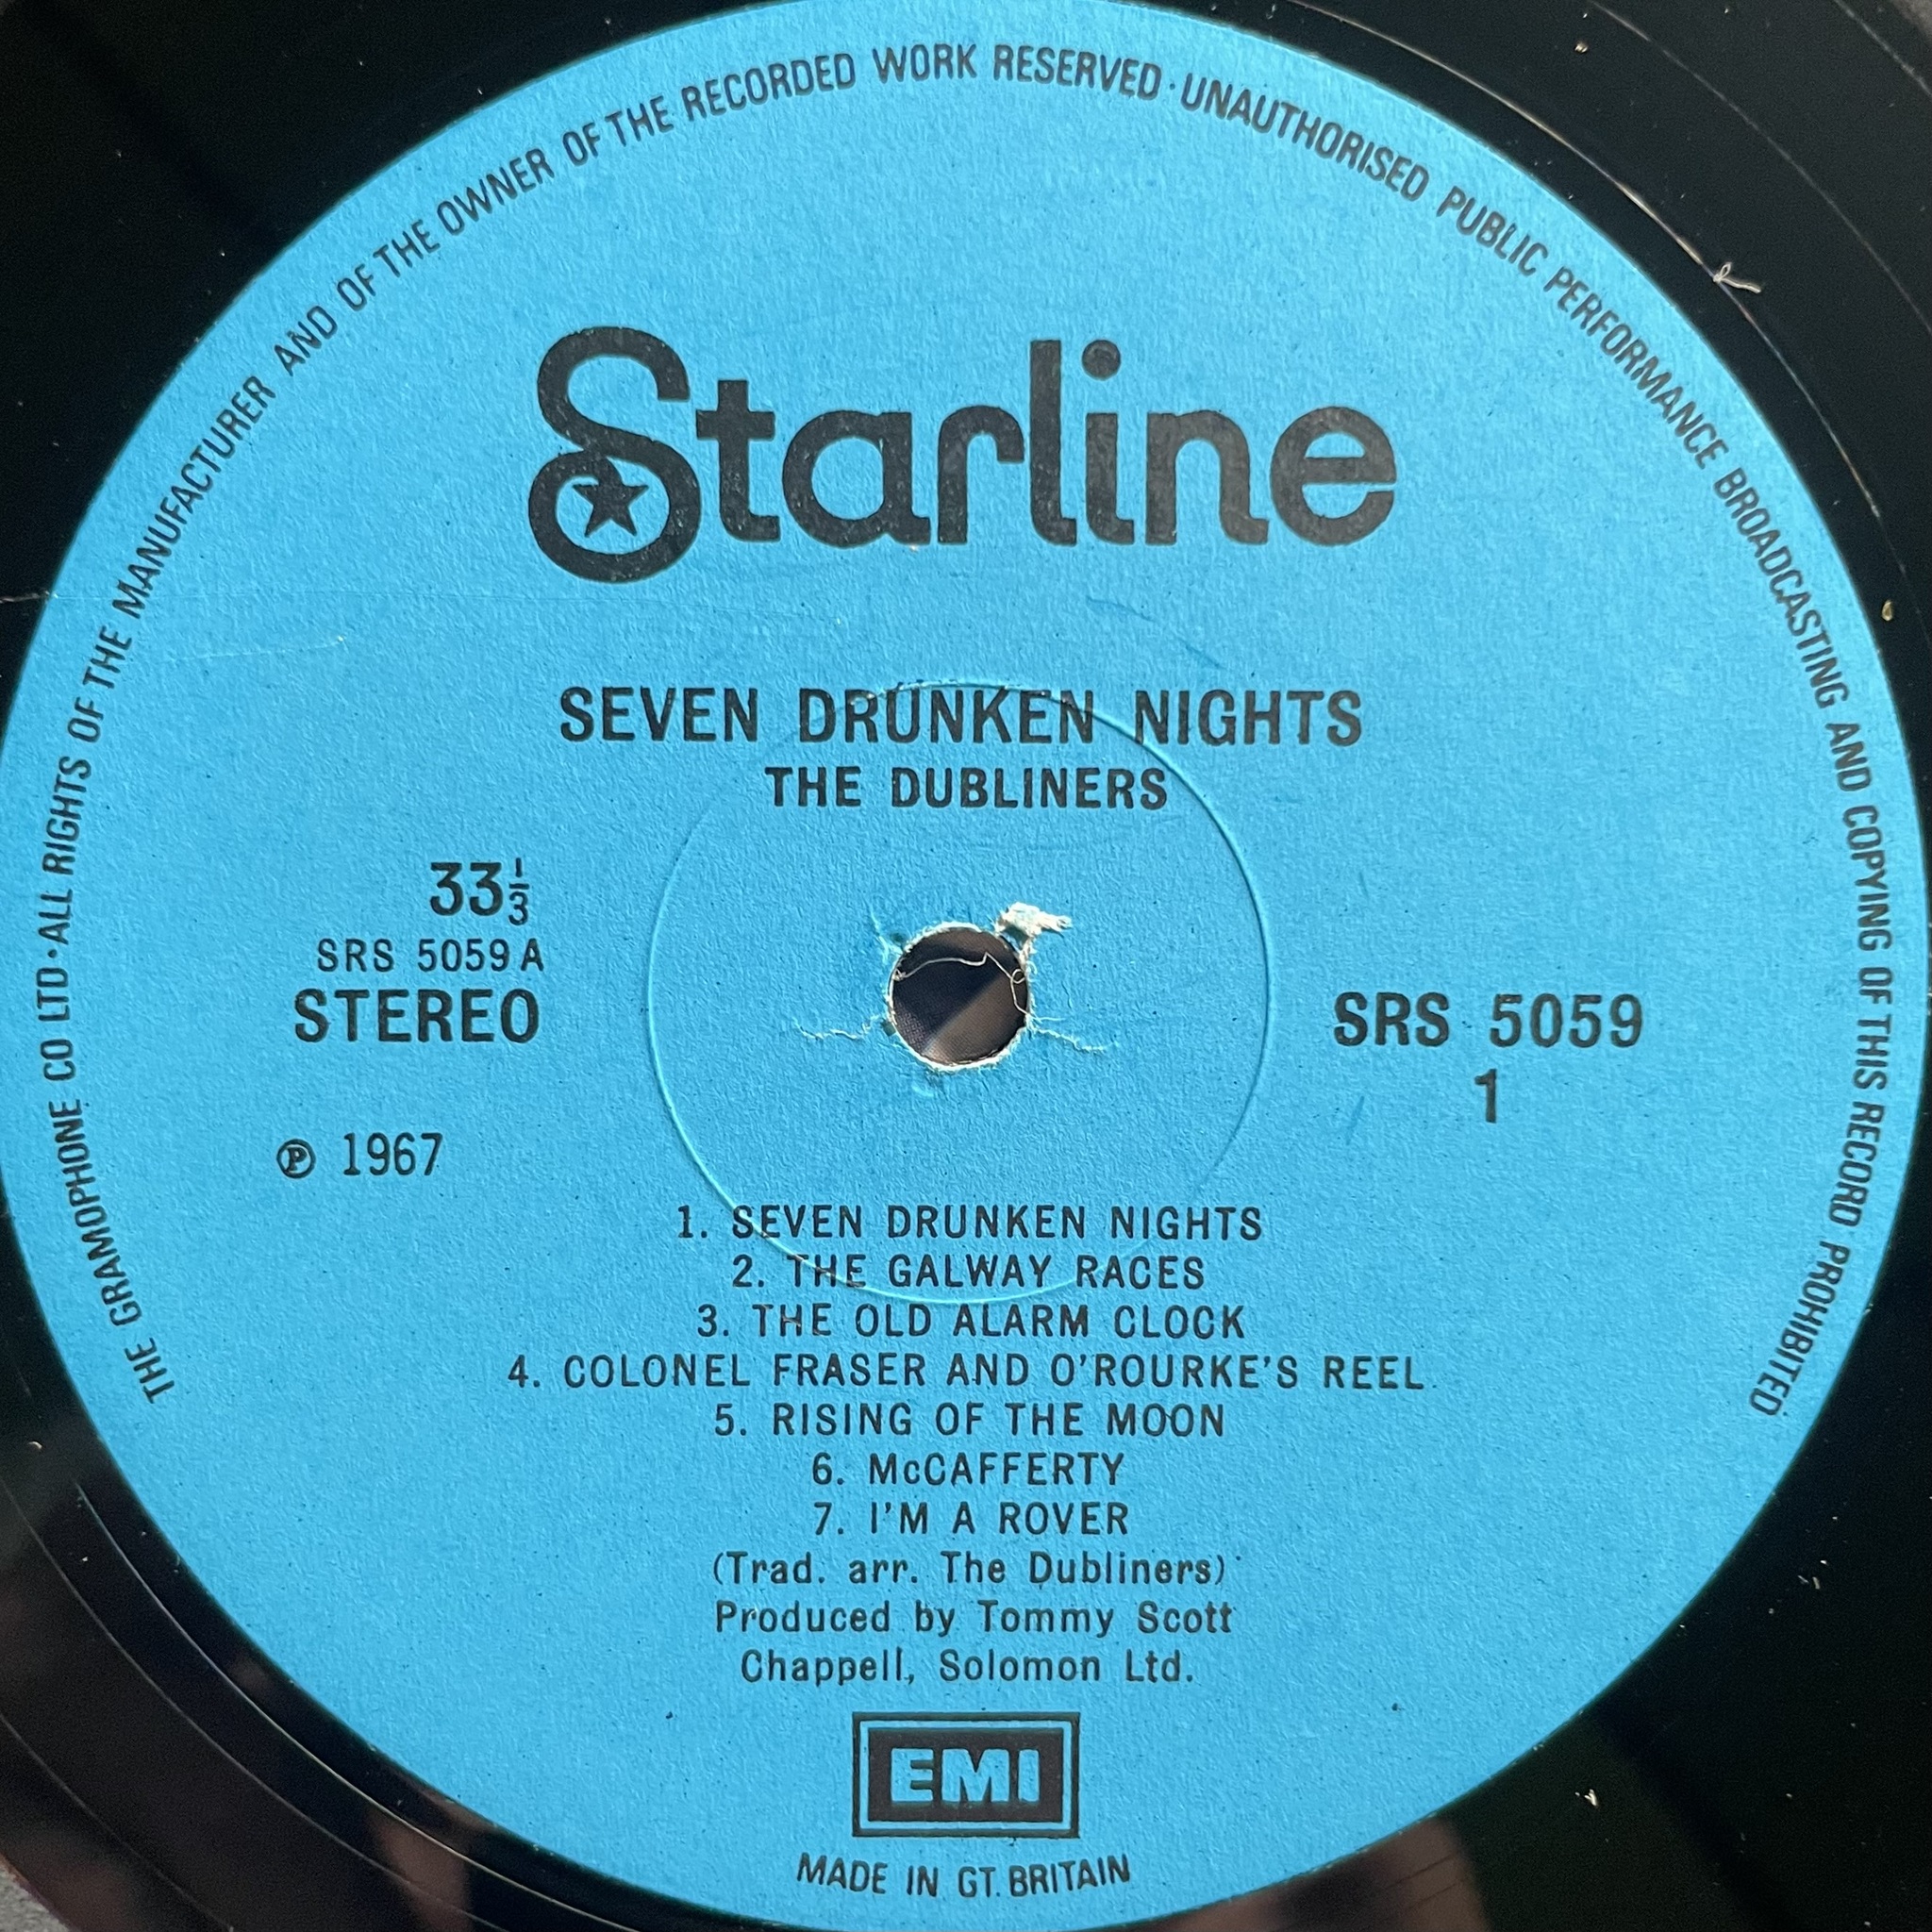 THE GRAMOPHONE CO LTD·ALL RIGHTS OF THE MANUFACTURER AND OF THE OWNER OF THE RECORDED WORK RESERVED·UNAUTHORISED PUBLIC PERFORMANCE BROADCASTING AND COPYING OF THIS RECORD PROHIBITED
Starline
SEVEN DRUNKEN NIGHTS
THE DUBLINERS
33⅓
SRS 5059 A
STEREO
SRS 5059
1
℗ 1967
1. SEVEN DRUNKEN NIGHTS
2. THE GALWAY RACES
3. THE OLD ALARM CLOCK
4. COLONEL FRASER AND O'ROURKE'S REEL
5. RISING OF THE MOON
6. McCAFFERTY
7. I'M A ROVER
(Trad. arr. The Dubliners)
Produced by Tommy Scott
Chappell, Solomon Ltd.
EMI
MADE IN GT. BRITAIN